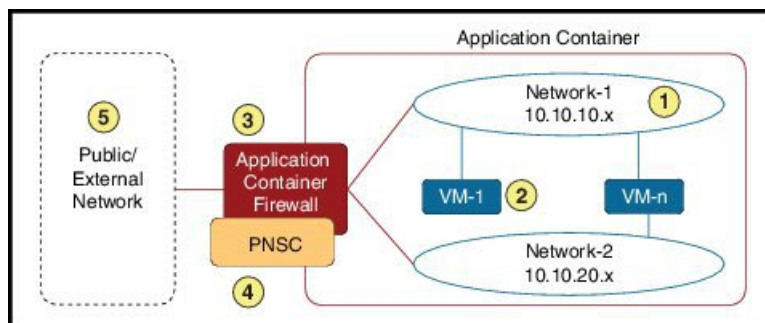 Application Container
5
Public/
External
Network
3
Application
Container
Firewall
PNSC
4
Network-1
10.10.10.x
1
VM-1
2
VM-n
Network-2
10.10.20.x